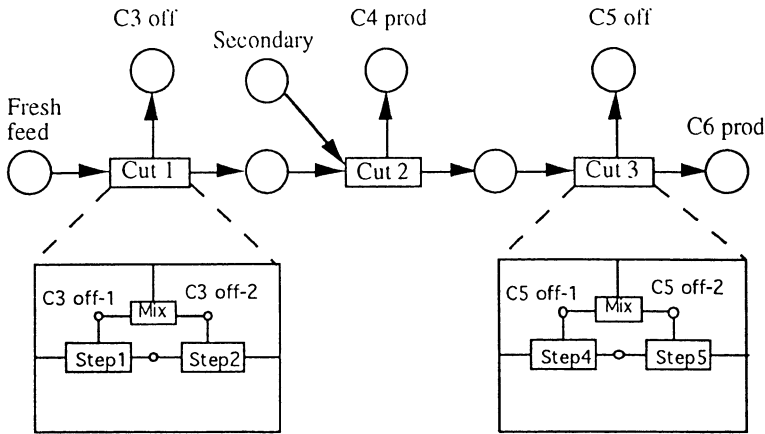 C3 off
C4 prod
C5 off
Secondary
Fresh
feed
C6 prod
Cut 1
Cut 2
Cut 3
C3 off-1
C3 off-2
Mix
Step1
Step2
C5 off-1
C5 off-2
Mix
Step4
Step5